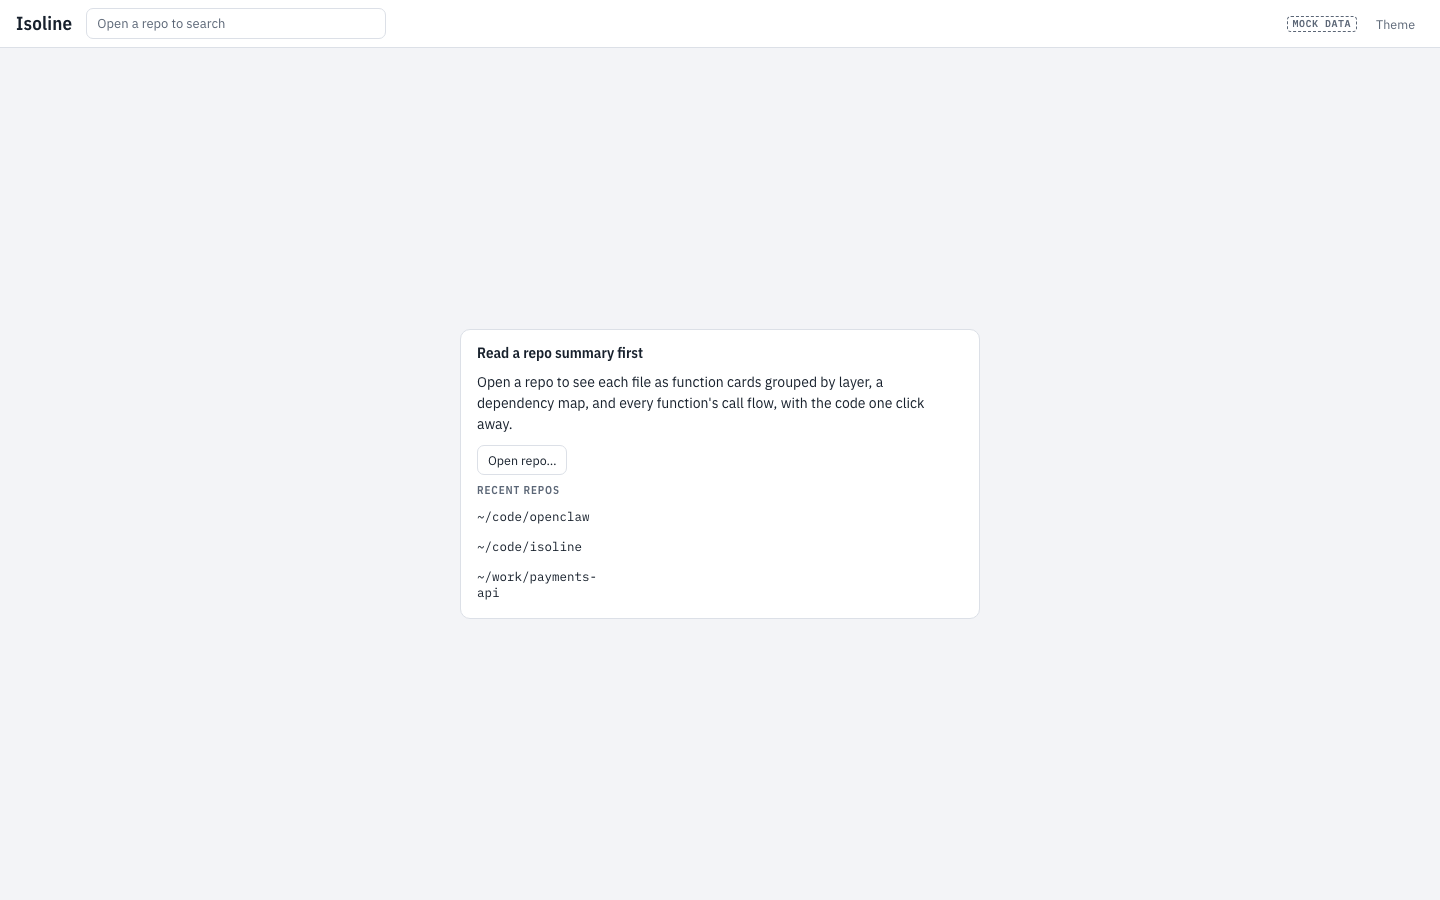 Isoline
Open a repo to search
MOCK DATA
Theme
Read a repo summary first
Open a repo to see each file as function cards grouped by layer, a
dependency map, and every function's call flow, with the code one click
away.
Open repo...
RECENT REPOS
~/code/openclaw
~/code/isoline
~/work/payments-
api